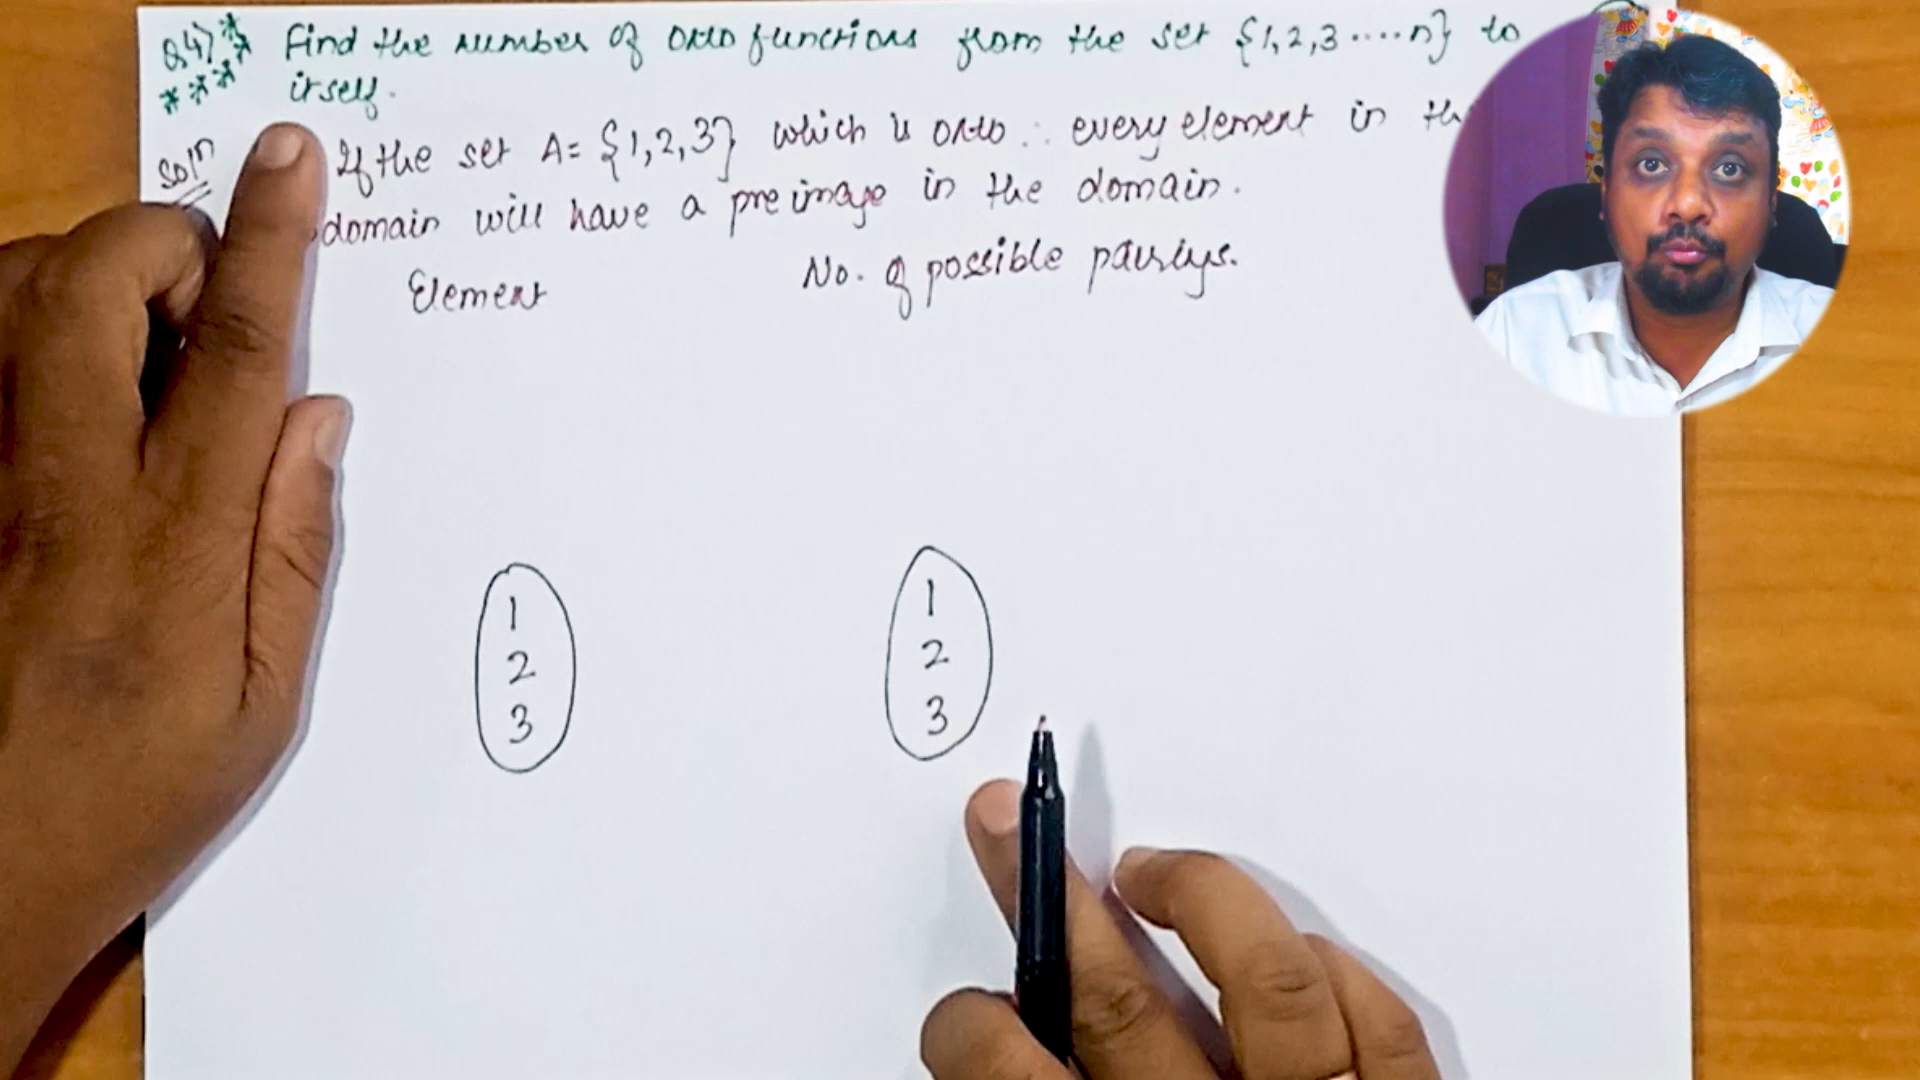 Q4) Find the number of onto functions from the set {1,2,3.....n} to
itself.
Soln If the set A = {1,2,3} which is onto ∴ every element in the
domain will have a preimage in the domain.
Element No. of possible pairings.
1 1
2 2
3 3